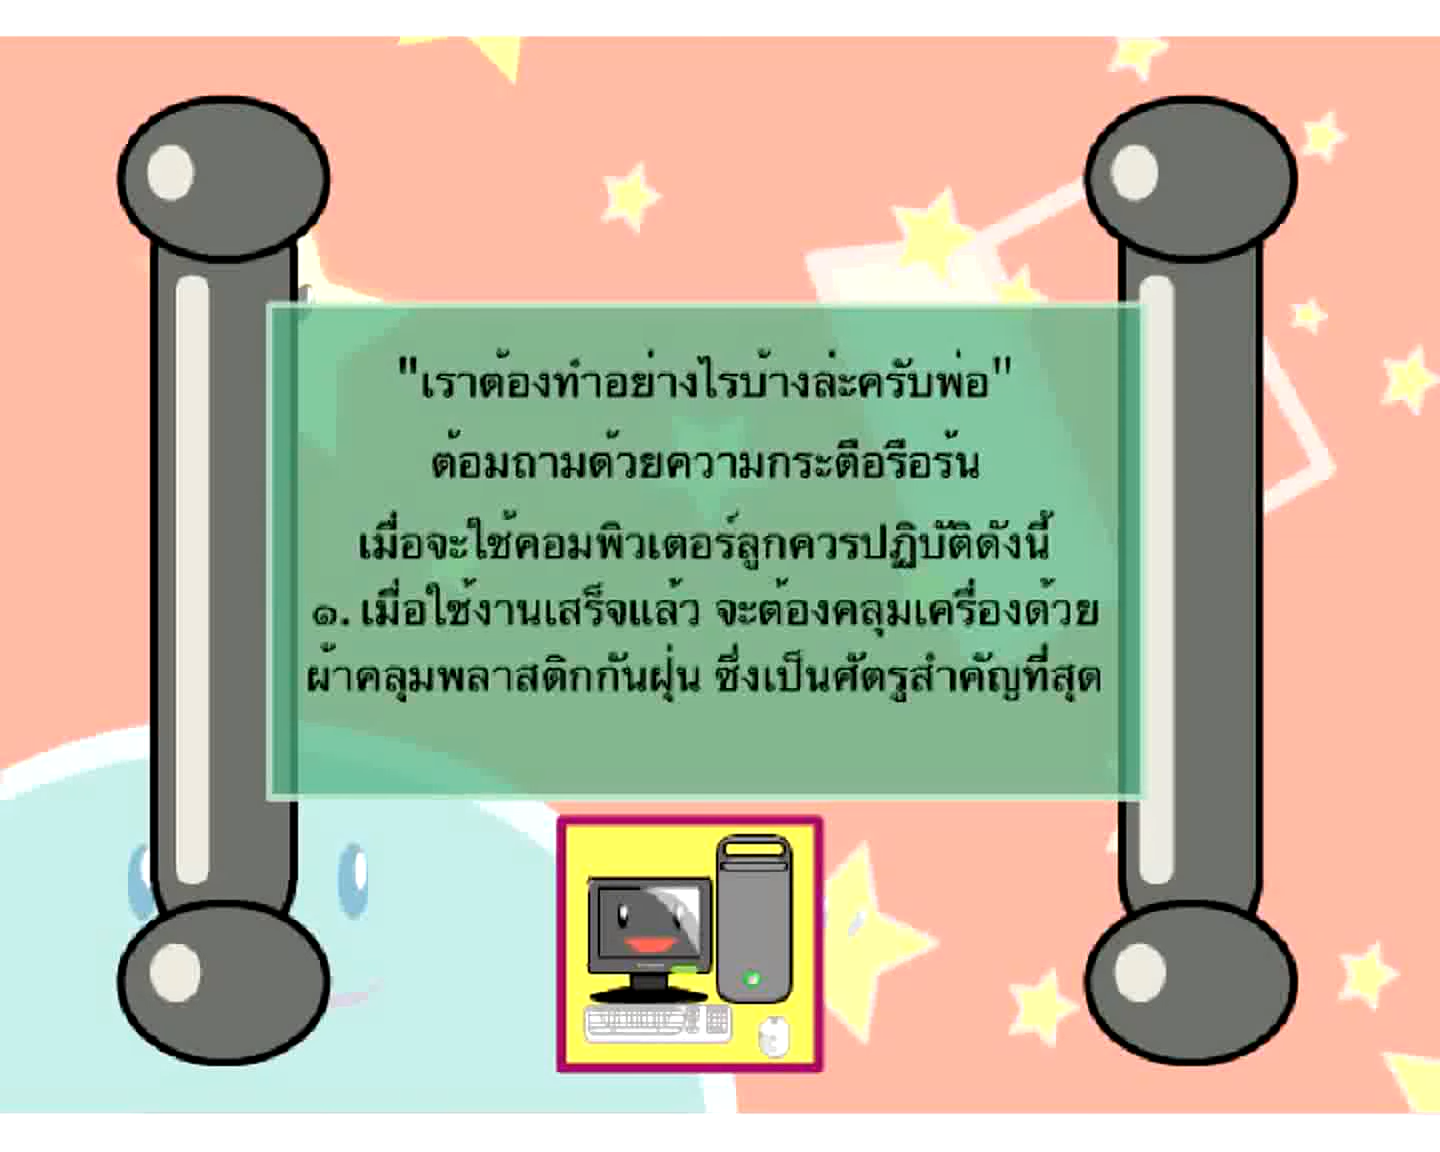 "เราต้องทำอย่างไรบ้างล่ะครับพ่อ"
ต้อมถามด้วยความกระตือรือร้น
เมื่อจะใช้คอมพิวเตอร์ลูกควรปฏิบัติดังนี้
๑. เมื่อใช้งานเสร็จแล้ว จะต้องคลุมเครื่องด้วย
ผ้าคลุมพลาสติกกันฝุ่น ซึ่งเป็นศัตรูสำคัญที่สุด